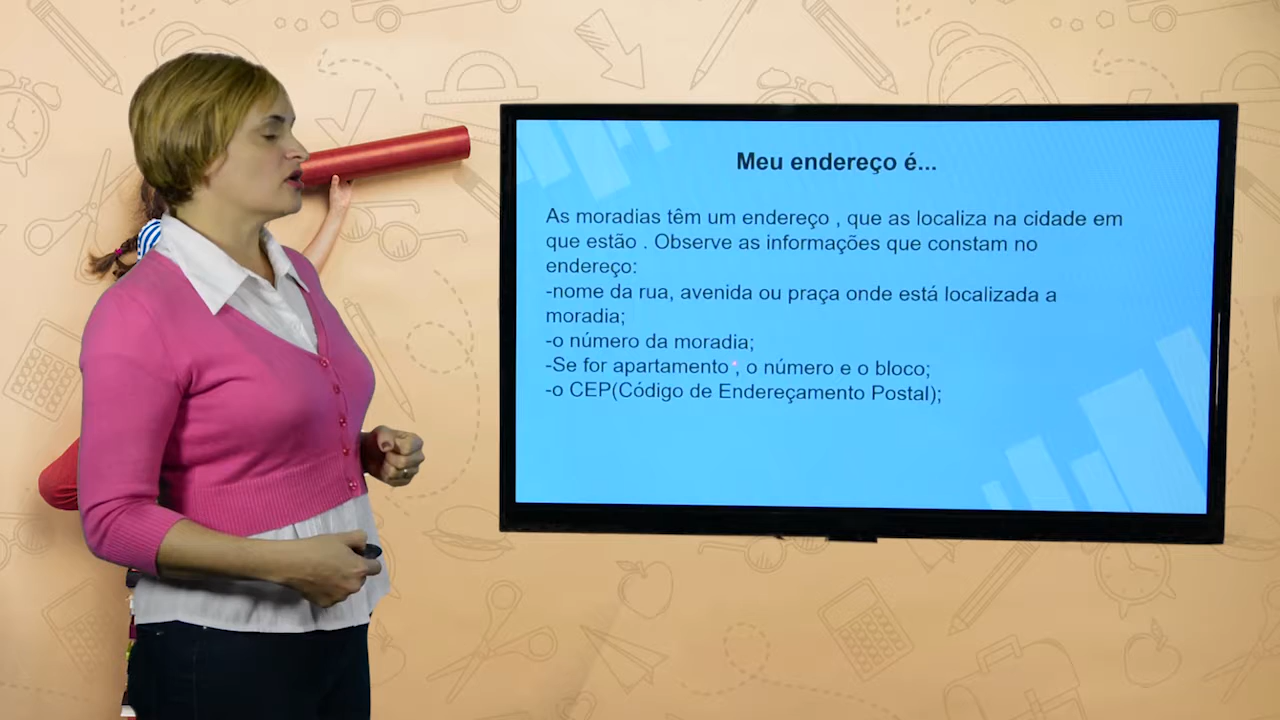 Meu endereço é...
As moradias têm um endereço , que as localiza na cidade em
que estão . Observe as informações que constam no
endereço:
-nome da rua, avenida ou praça onde está localizada a
moradia;
-o número da moradia;
-Se for apartamento , o número e o bloco;
-o CEP(Código de Endereçamento Postal);